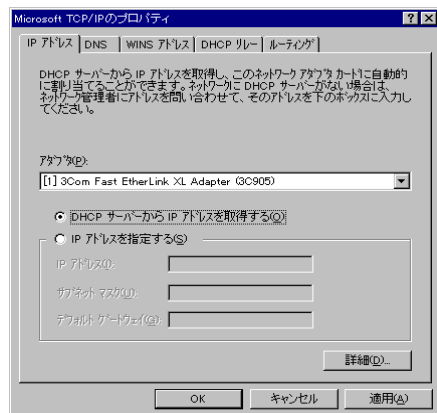 Microsoft TCP/IPのプロパティ
IP アドレス DNS WINS アドレス DHCP リレー ルーティング
DHCP サーバーから IP アドレスを取得し、このネットワーク アダプタ カードに自動的
に割り当てることができます。ネットワークに DHCP サーバーがない場合は、
ネットワーク管理者にアドレスを問い合わせて、そのアドレスを下のボックスに入力し
てください。
アダプタ(P):
[1] 3Com Fast EtherLink XL Adapter (3C905)
DHCP サーバーから IP アドレスを取得する(O)
IP アドレスを指定する(S)
IP アドレス(I):
サブネット マスク(U):
デフォルト ゲートウェイ(G):
詳細(D)...
OK キャンセル 適用(A)